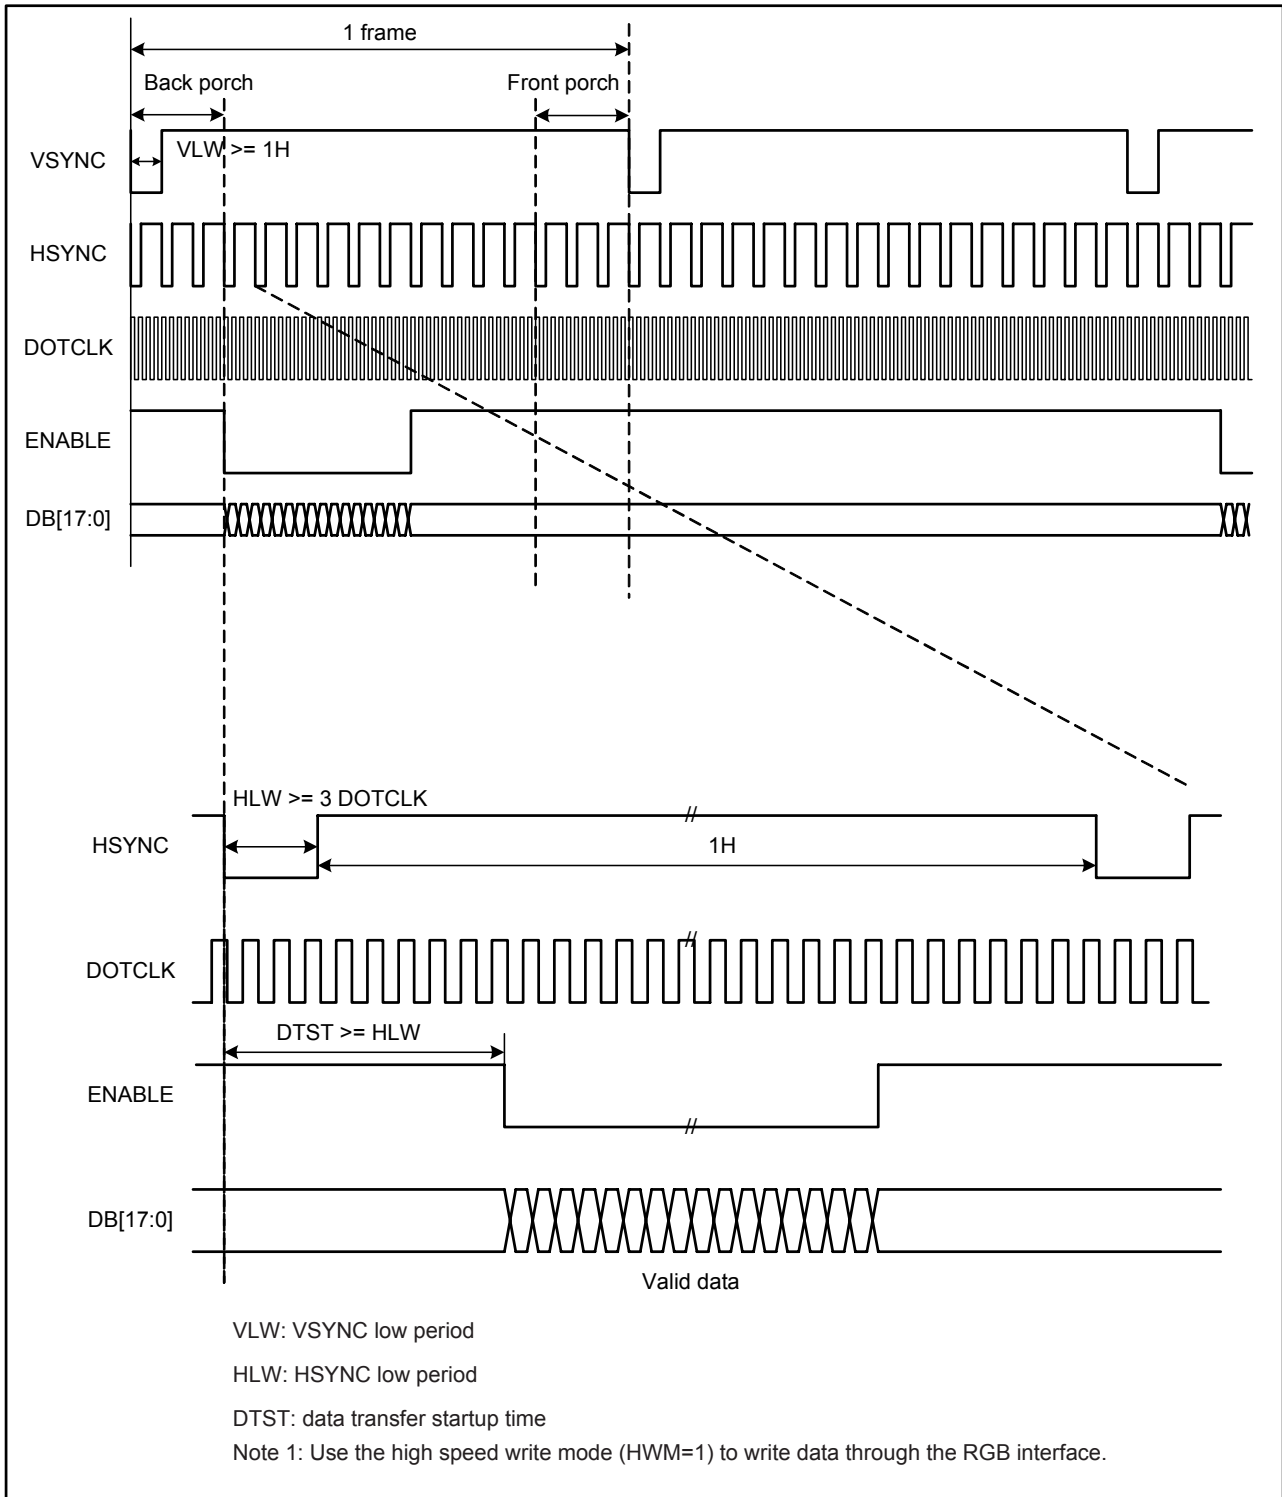 1 frame
Back porch
Front porch
VLW >= 1H
VSYNC
HSYNC
DOTCLK
ENABLE
DB[17:0]
HLW >= 3 DOTCLK
//
HSYNC
1H
//
DOTCLK
DTST >= HLW
ENABLE
//
DB[17:0]
Valid data
VLW: VSYNC low period
HLW: HSYNC low period
DTST: data transfer startup time
Note 1: Use the high speed write mode (HWM=1) to write data through the RGB interface.